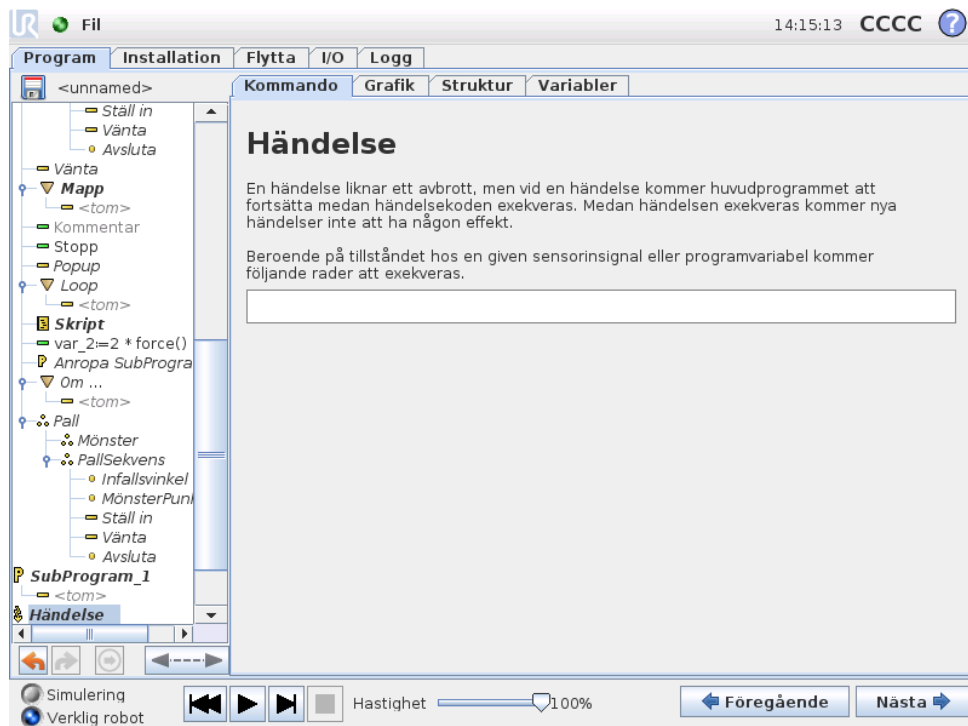 UR Fil 14:15:13 CCCC ?
Program Installation Flytta I/O Logg
<unnamed>
Kommando Grafik Struktur Variabler
Ställ in
Vänta
Avsluta
Vänta
Mapp
<tom>
Kommentar
Stopp
Popup
Loop
<tom>
Skript
var_2:=2 * force()
Anropa SubProgra
Om ...
<tom>
Pall
Mönster
PallSekvens
Infallsvinkel
MönsterPunk
Ställ in
Vänta
Avsluta
P SubProgram_1
<tom>
Händelse
Händelse
En händelse liknar ett avbrott, men vid en händelse kommer huvudprogrammet att
fortsätta medan händelsekoden exekveras. Medan händelsen exekveras kommer nya
händelser inte att ha någon effekt.
Beroende på tillståndet hos en given sensorinsignal eller programvariabel kommer
följande rader att exekveras.
Simulering
Verklig robot
Hastighet 100%
Föregående
Nästa